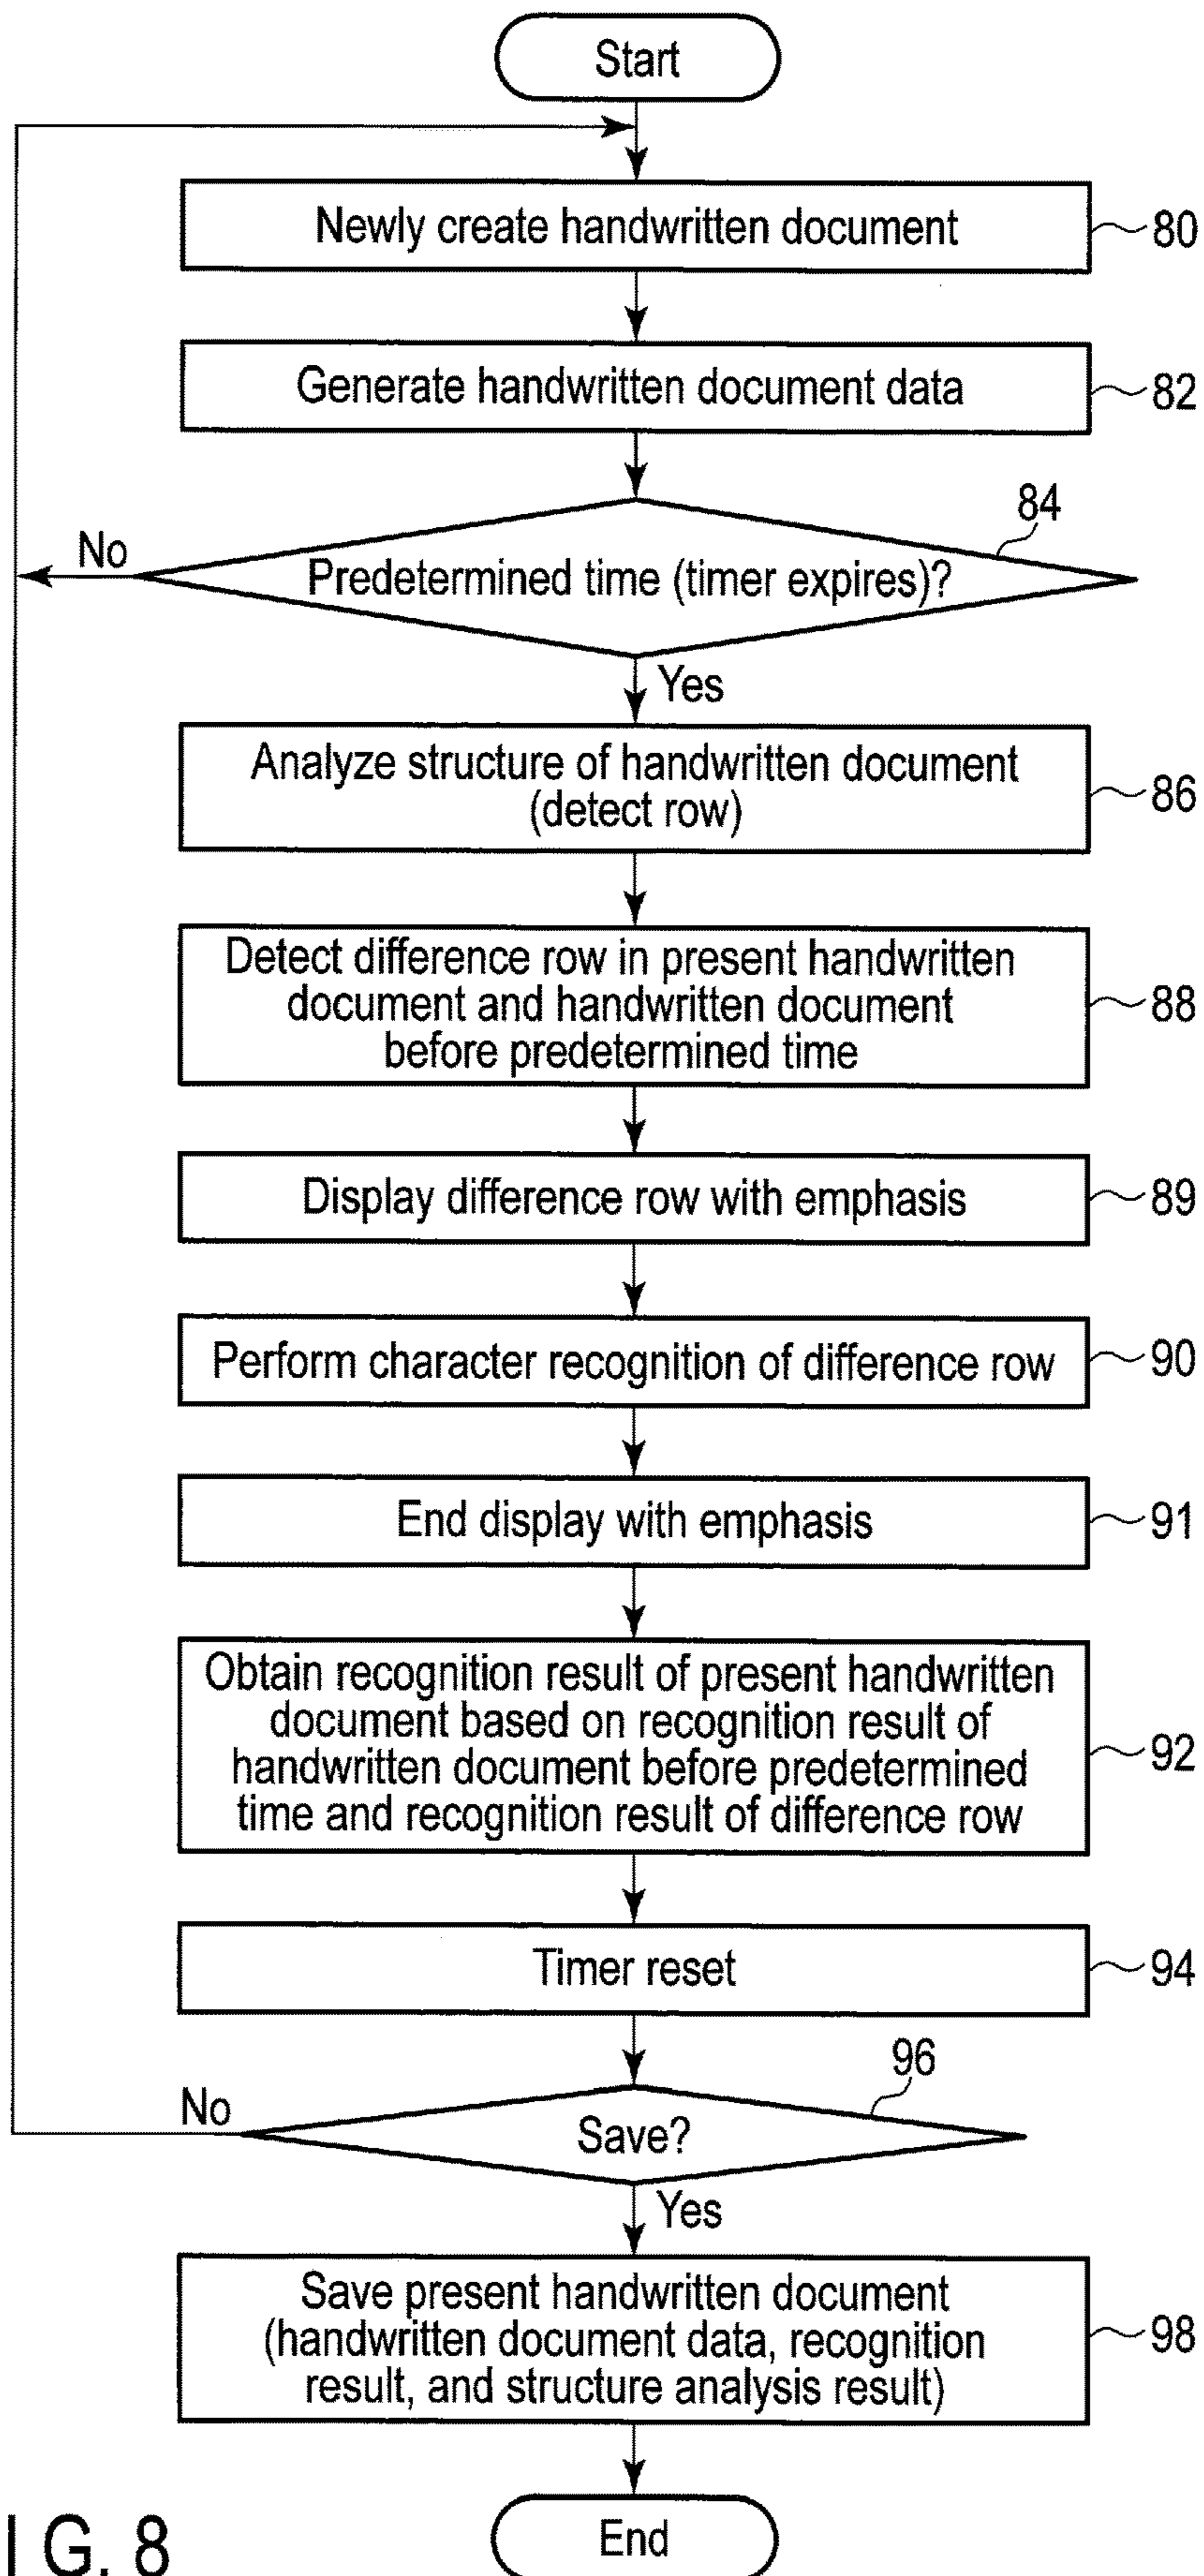 Start
Newly create handwritten document
80
Generate handwritten document data
82
84
No
Predetermined time (timer expires)?
Yes
Analyze structure of handwritten document
(detect row)
86
Detect difference row in present handwritten
document and handwritten document
before predetermined time
88
Display difference row with emphasis
89
Perform character recognition of difference row
90
End display with emphasis
91
Obtain recognition result of present handwritten
document based on recognition result of
handwritten document before predetermined
time and recognition result of difference row
92
Timer reset
94
96
No
Save?
Yes
Save present handwritten document
(handwritten document data, recognition
result, and structure analysis result)
98
End
I G. 8